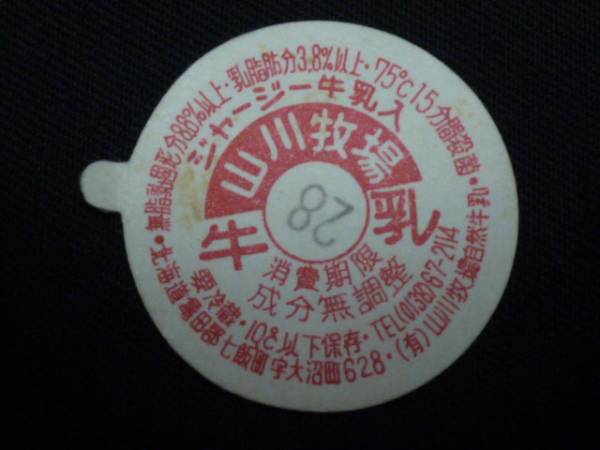 ・無脂乳固形分8.8%以上・乳脂肪分3.8%以上・75℃15分間殺菌・
ジャージー牛乳入
山川牧場
牛乳
28
消費期限
成分無調整
要冷蔵・10℃以下保存・TEL(0138)67-2114
北海道亀田郡七飯町字大沼町628・(有)山川牧場自然牛乳